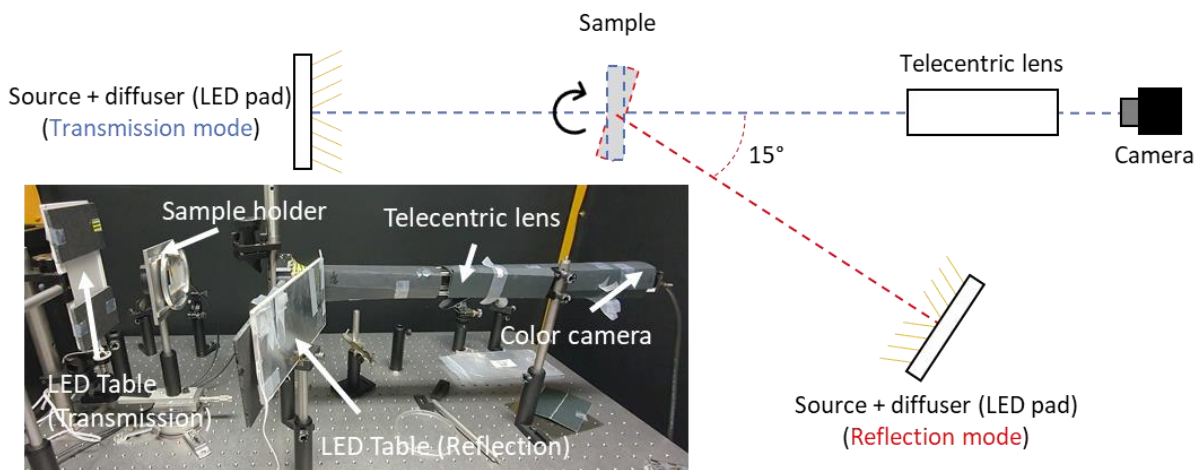 Sample
Source + diffuser (LED pad)
(Transmission mode)
Telecentric lens
15°
Camera
Sample holder
Telecentric lens
Color camera
LED Table
(Transmission)
LED Table (Reflection)
Source + diffuser (LED pad)
(Reflection mode)